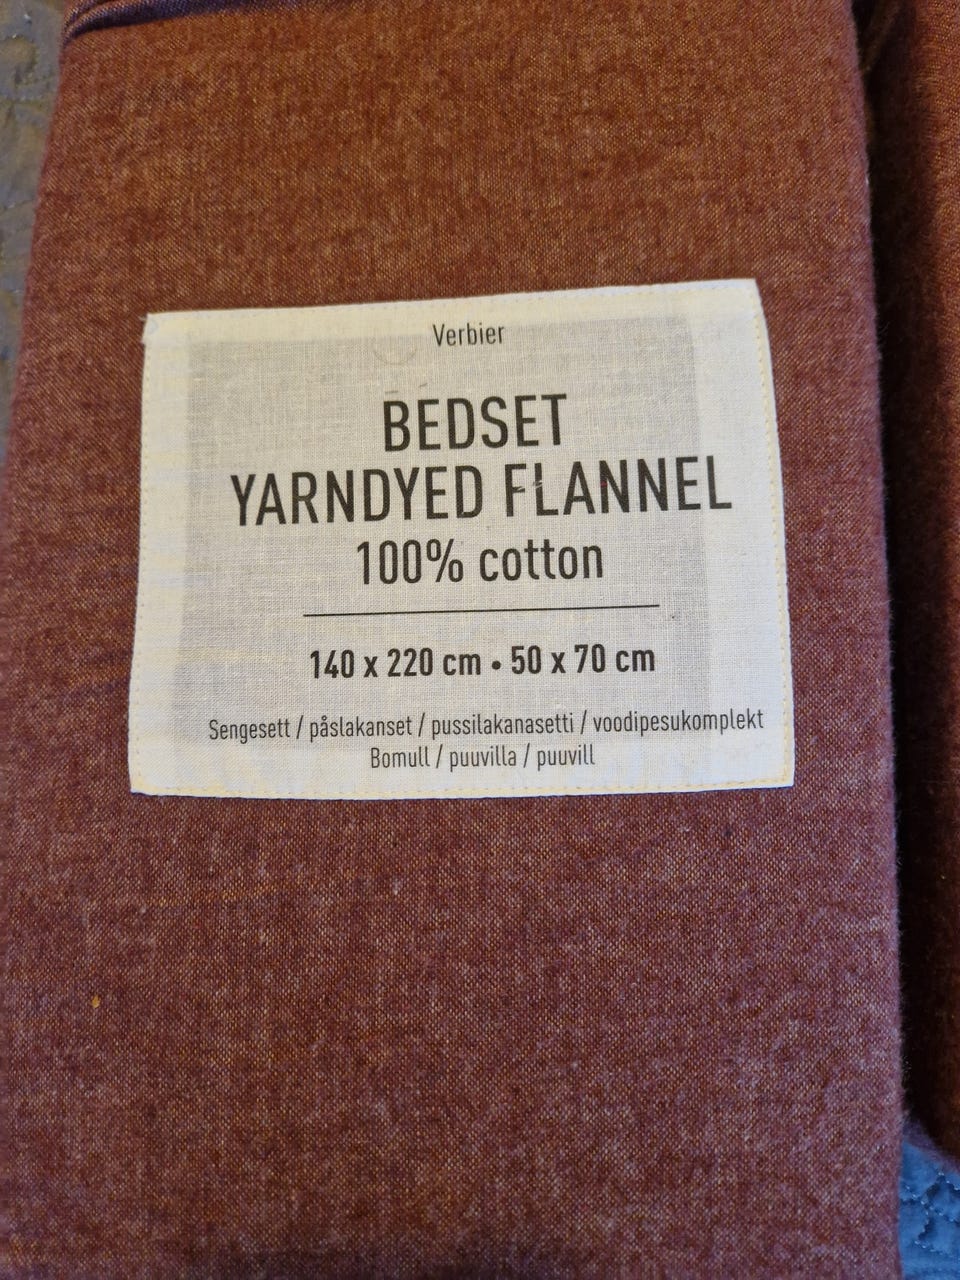 Verbier
BEDSET
YARNDYED FLANNEL
100% cotton
140 x 220 cm • 50 x 70 cm
Sengesett / påslakanset / pussilakanasetti / voodipesukomplekt
Bomull / puuvilla / puuvill